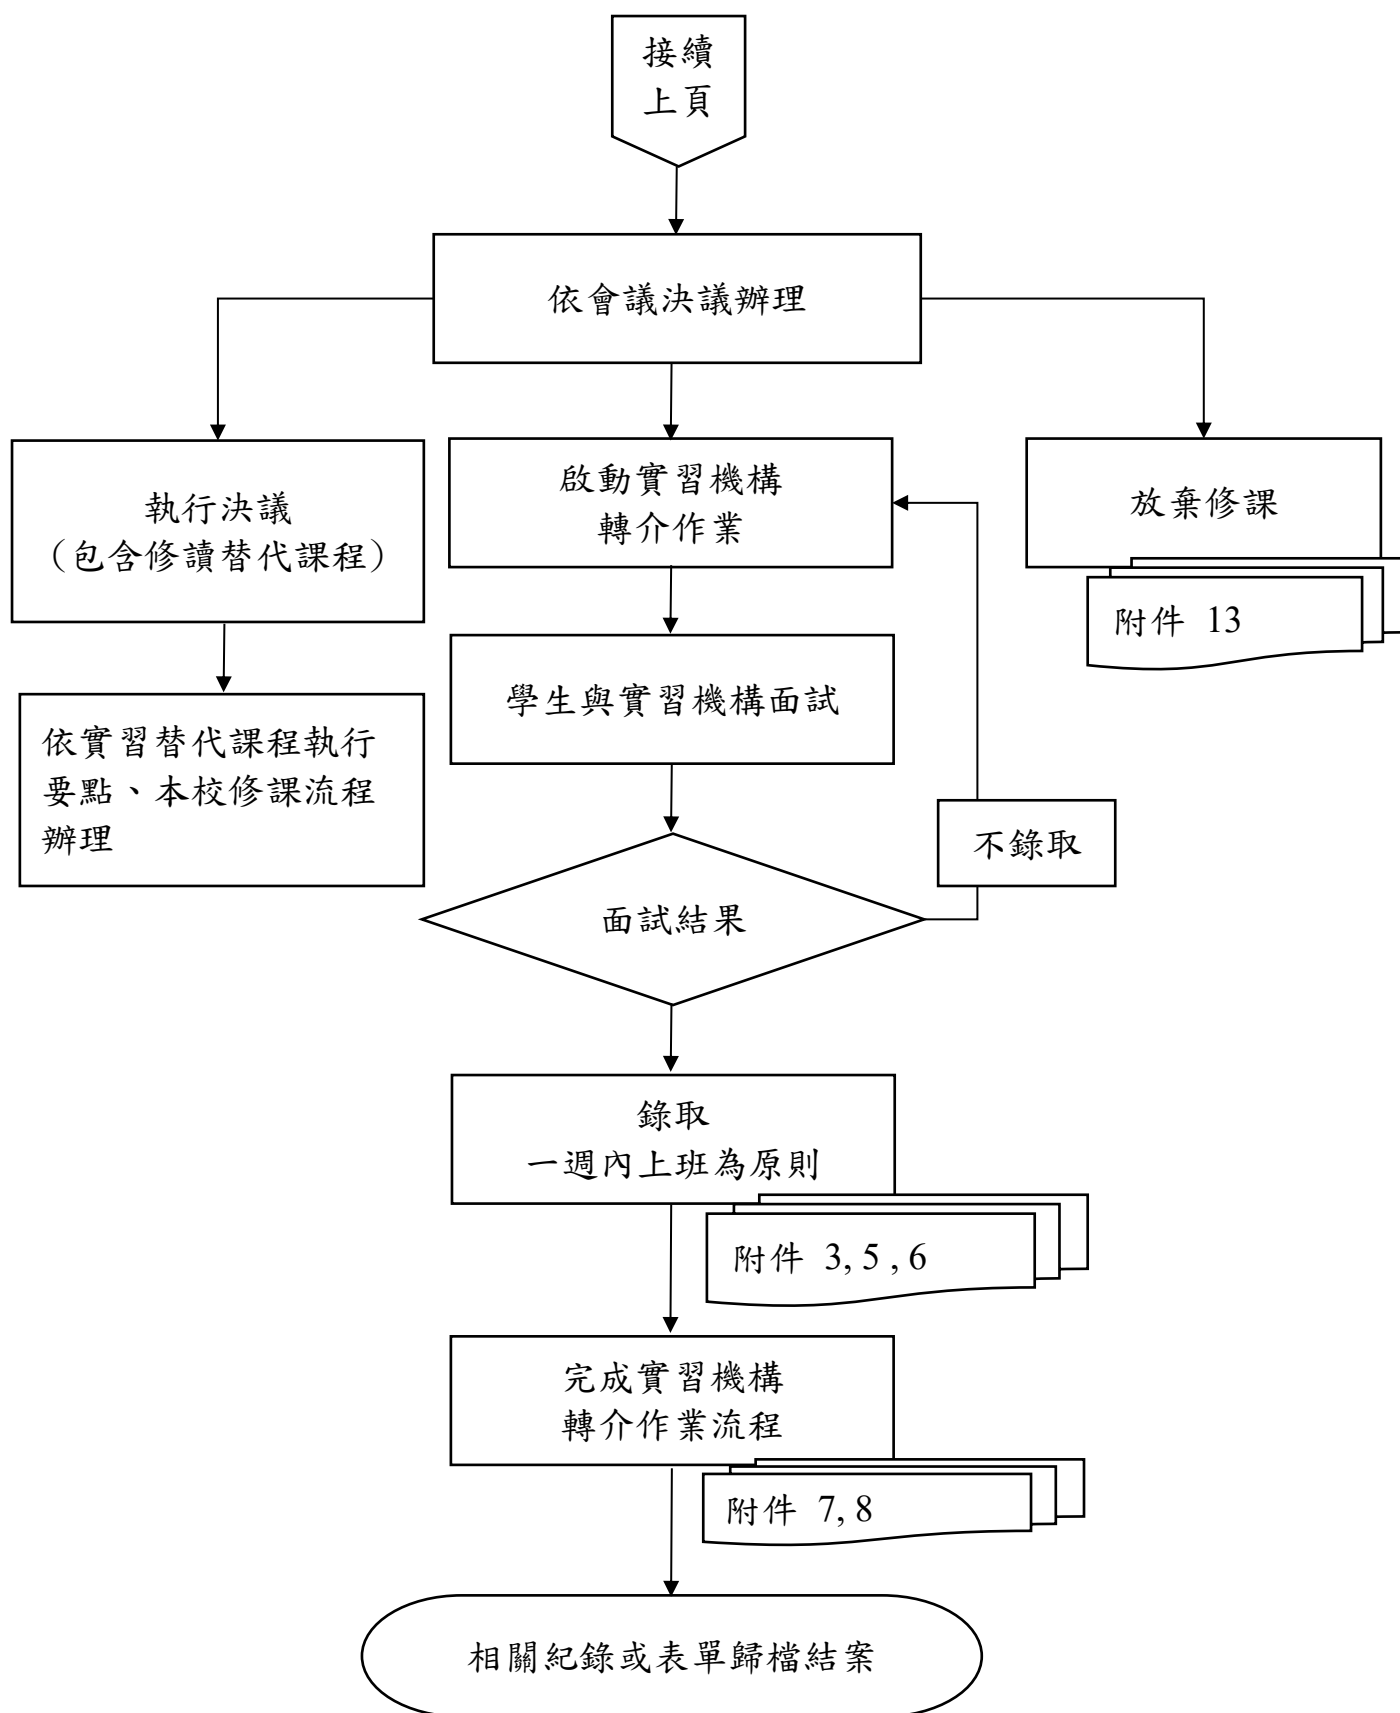 接續
上頁
依會議決議辦理
執行決議
（包含修讀替代課程）
啟動實習機構
轉介作業
放棄修課
附件 13
學生與實習機構面試
依實習替代課程執行
要點、本校修課流程
辦理
不錄取
面試結果
錄取
一週內上班為原則
附件 3, 5 , 6
完成實習機構
轉介作業流程
附件 7, 8
相關紀錄或表單歸檔結案